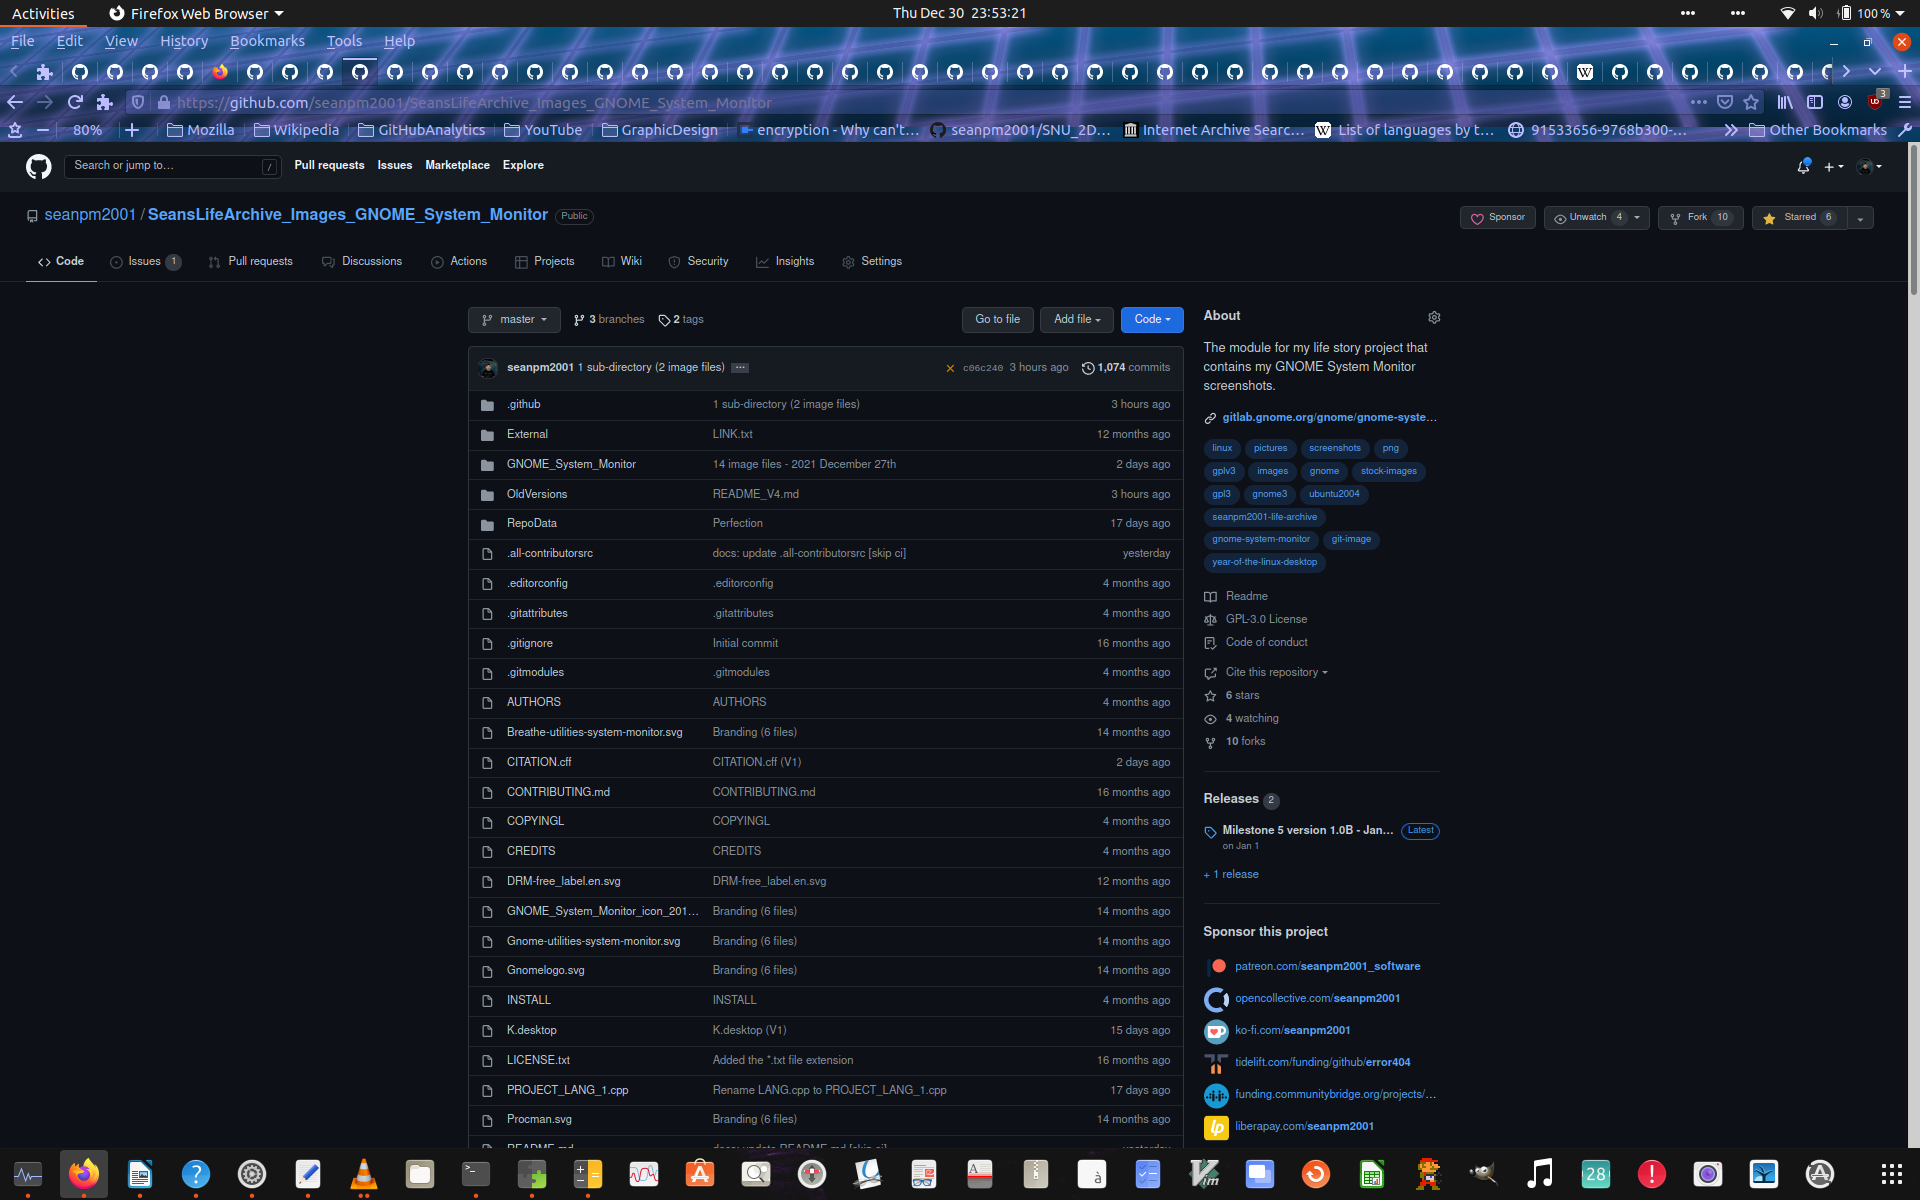 Activities Firefox Web Browser Thu Dec 30 23:53:21 100 %
File Edit View History Bookmarks Tools Help
https://github.com/seanpm2001/SeansLifeArchive_Images_GNOME_System_Monitor 3
80% Mozilla Wikipedia GitHubAnalytics YouTube GraphicDesign encryption - Why can't… seanpm2001/SNU_2D… Internet Archive Searc… List of languages by t… 91533656-9768b300-… Other Bookmarks
Search or jump to… / Pull requests Issues Marketplace Explore
seanpm2001 / SeansLifeArchive_Images_GNOME_System_Monitor Public Sponsor Unwatch 4 Fork 10 Starred 6
Code Issues 1 Pull requests Discussions Actions Projects Wiki Security Insights Settings
master 3 branches 2 tags Go to file Add file Code
seanpm2001 1 sub-directory (2 image files) ... c06c240 3 hours ago 1,074 commits
.github 1 sub-directory (2 image files) 3 hours ago
External LINK.txt 12 months ago
GNOME_System_Monitor 14 image files - 2021 December 27th 2 days ago
OldVersions README_V4.md 3 hours ago
RepoData Perfection 17 days ago
.all-contributorsrc docs: update .all-contributorsrc [skip ci] yesterday
.editorconfig .editorconfig 4 months ago
.gitattributes .gitattributes 4 months ago
.gitignore Initial commit 16 months ago
.gitmodules .gitmodules 4 months ago
AUTHORS AUTHORS 4 months ago
Breathe-utilities-system-monitor.svg Branding (6 files) 14 months ago
CITATION.cff CITATION.cff (V1) 2 days ago
CONTRIBUTING.md CONTRIBUTING.md 16 months ago
COPYINGL COPYINGL 4 months ago
CREDITS CREDITS 4 months ago
DRM-free_label.en.svg DRM-free_label.en.svg 12 months ago
GNOME_System_Monitor_icon_201… Branding (6 files) 14 months ago
Gnome-utilities-system-monitor.svg Branding (6 files) 14 months ago
Gnomelogo.svg Branding (6 files) 14 months ago
INSTALL INSTALL 4 months ago
K.desktop K.desktop (V1) 15 days ago
LICENSE.txt Added the *.txt file extension 16 months ago
PROJECT_LANG_1.cpp Rename LANG.cpp to PROJECT_LANG_1.cpp 17 days ago
Procman.svg Branding (6 files) 14 months ago
README.md docs: update README.md [skip ci] yesterday
About
The module for my life story project that
contains my GNOME System Monitor
screenshots.
gitlab.gnome.org/gnome/gnome-syste…
linux pictures screenshots png
gplv3 images gnome stock-images
gpl3 gnome3 ubuntu2004
seanpm2001-life-archive
gnome-system-monitor git-image
year-of-the-linux-desktop
Readme
GPL-3.0 License
Code of conduct
Cite this repository
6 stars
4 watching
10 forks
Releases 2
Milestone 5 version 1.0B - Jan… Latest
on Jan 1
+ 1 release
Sponsor this project
patreon.com/seanpm2001_software
opencollective.com/seanpm2001
ko-fi.com/seanpm2001
tidelift.com/funding/github/error404
funding.communitybridge.org/projects/…
liberapay.com/seanpm2001
28